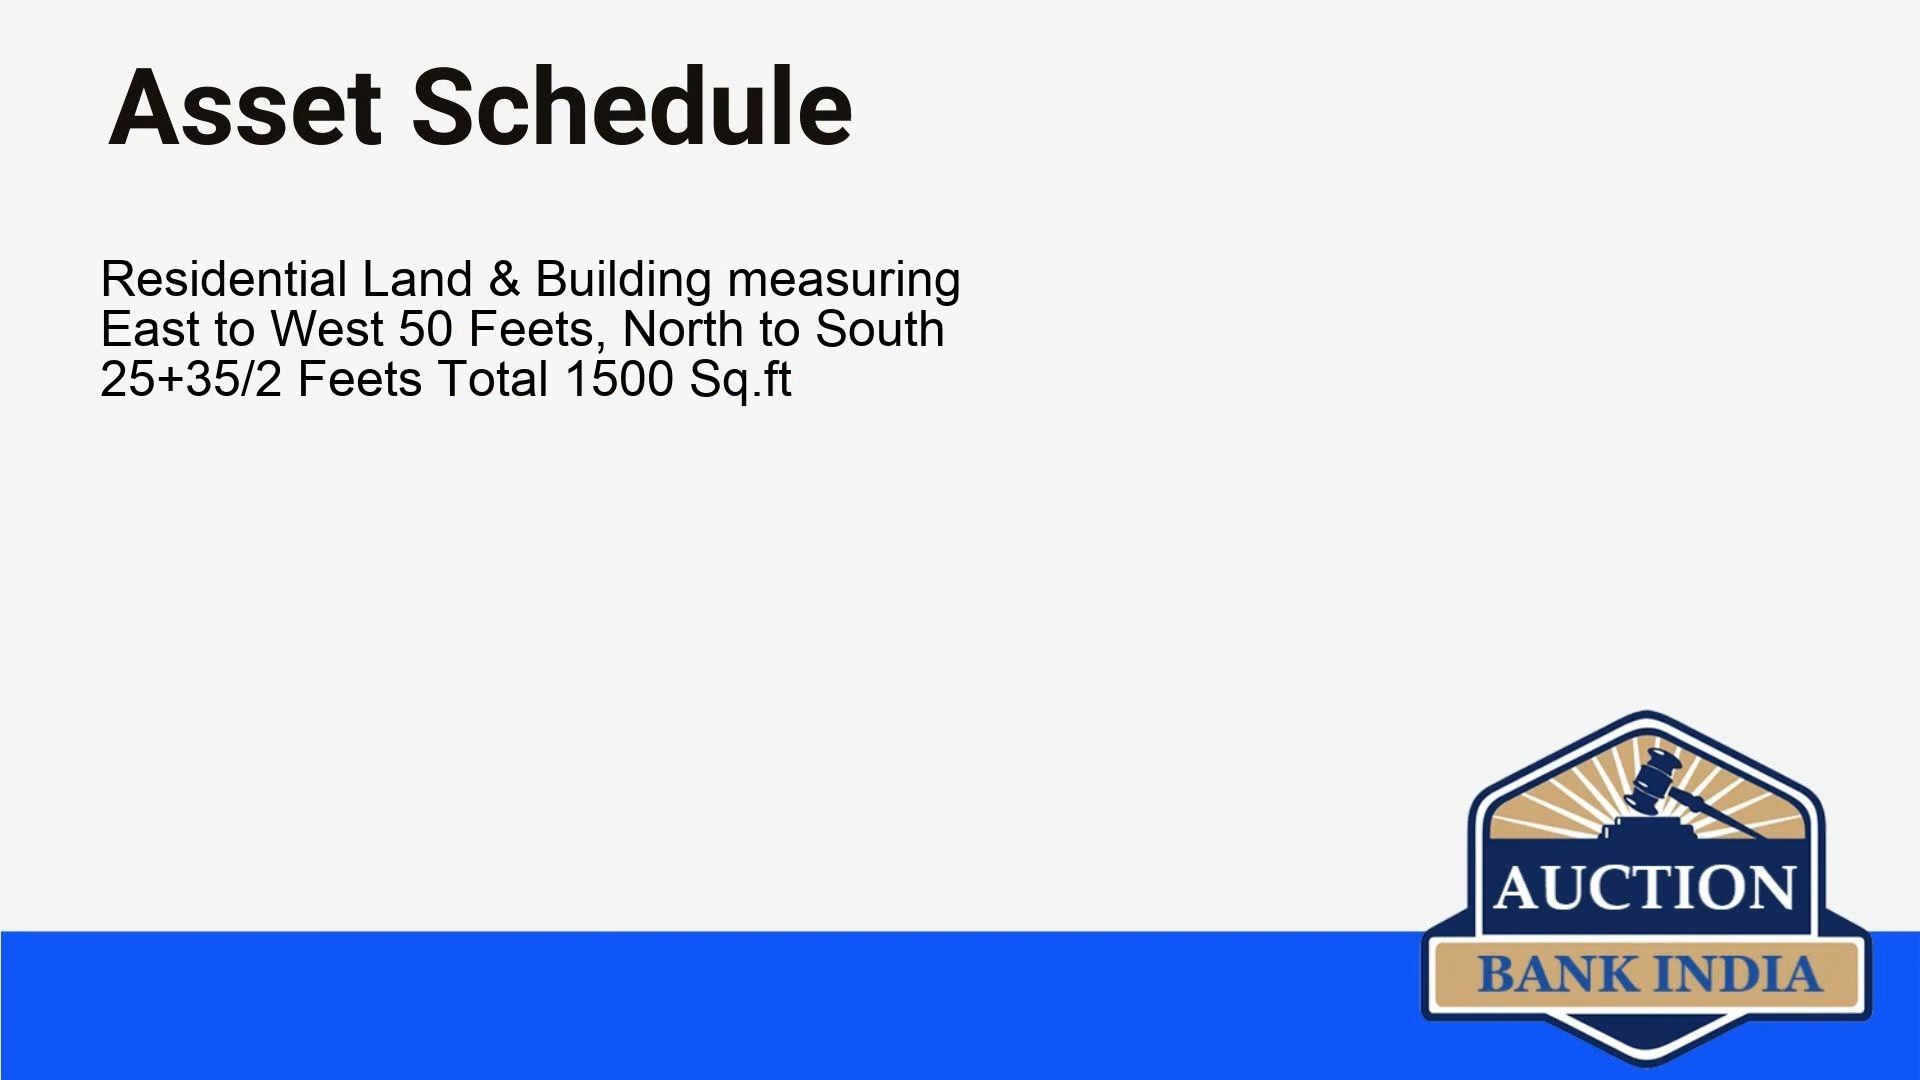 Asset Schedule
Residential Land & Building measuring
East to West 50 Feets, North to South
25+35/2 Feets Total 1500 Sq.ft
AUCTION
BANK INDIA